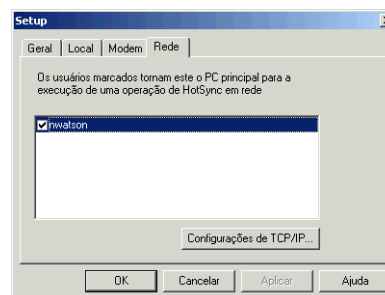 Setup
Geral Local Modem Rede
Os usuários marcados tornam este o PC principal para a
execução de uma operação de HotSync em rede
nwatson
Configurações de TCP/IP...
OK Cancelar Aplicar Ajuda